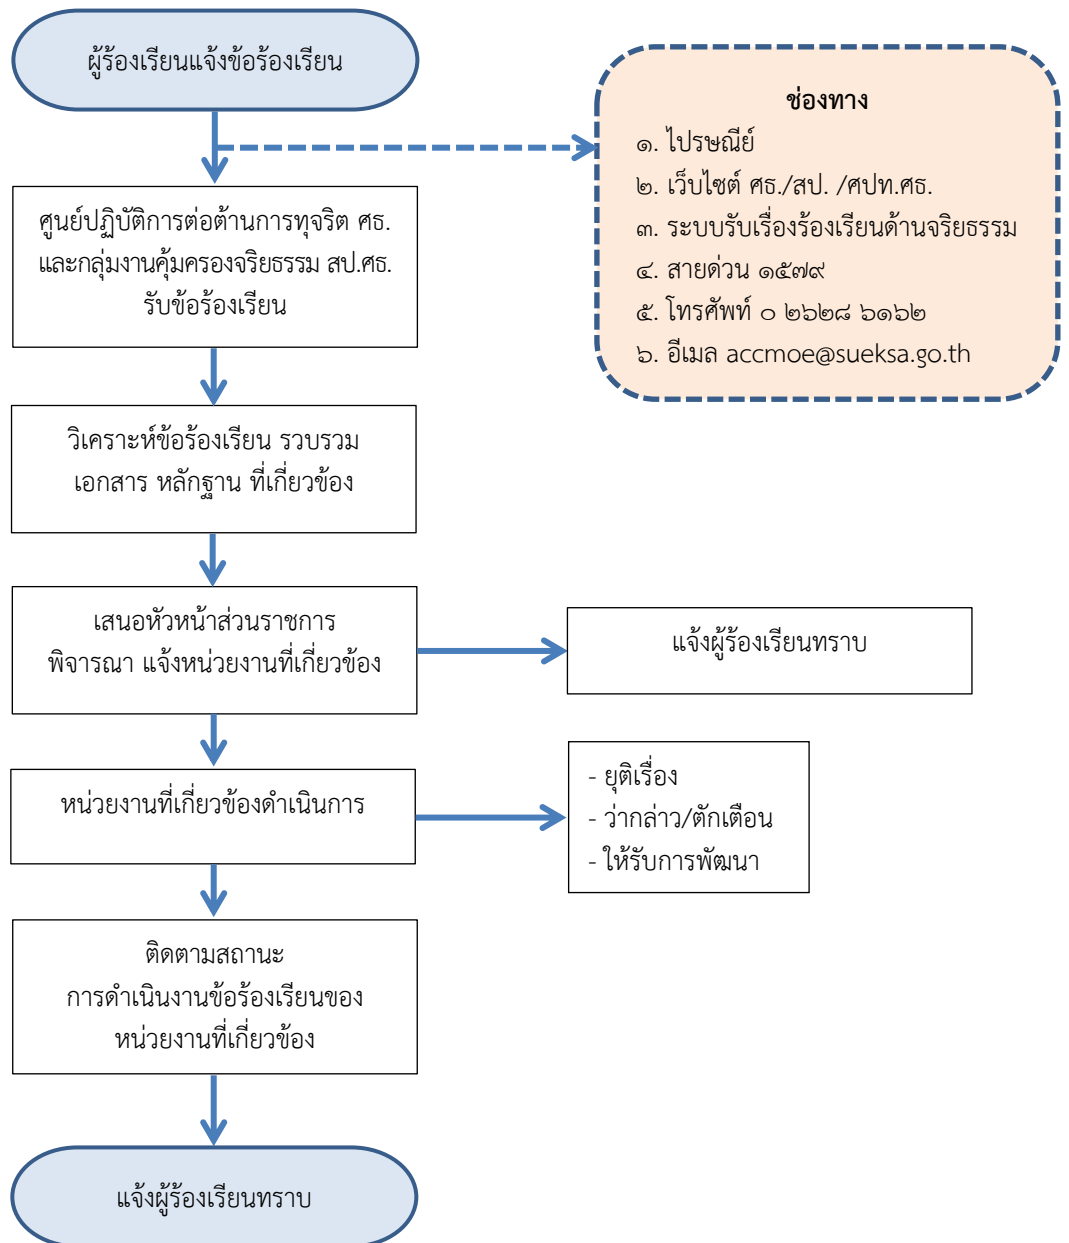 ผู้ร้องเรียนแจ้งข้อร้องเรียน
ช่องทาง
๑. ไปรษณีย์
๒. เว็บไซต์ ศธ./สป. /ศปท.ศธ.
๓. ระบบรับเรื่องร้องเรียนด้านจริยธรรม
๔. สายด่วน ๑๕๗๙
๕. โทรศัพท์ ๐ ๒๖๒๘ ๖๑๖๒
๖. อีเมล accmoe@sueksa.go.th
ศูนย์ปฏิบัติการต่อต้านการทุจริต ศธ.
และกลุ่มงานคุ้มครองจริยธรรม สป.ศธ.
รับข้อร้องเรียน
วิเคราะห์ข้อร้องเรียน รวบรวม
เอกสาร หลักฐาน ที่เกี่ยวข้อง
เสนอหัวหน้าส่วนราชการ
พิจารณา แจ้งหน่วยงานที่เกี่ยวข้อง
แจ้งผู้ร้องเรียนทราบ
หน่วยงานที่เกี่ยวข้องดำเนินการ
- ยุติเรื่อง
- ว่ากล่าว/ตักเตือน
- ให้รับการพัฒนา
ติดตามสถานะ
การดำเนินงานข้อร้องเรียนของ
หน่วยงานที่เกี่ยวข้อง
แจ้งผู้ร้องเรียนทราบ